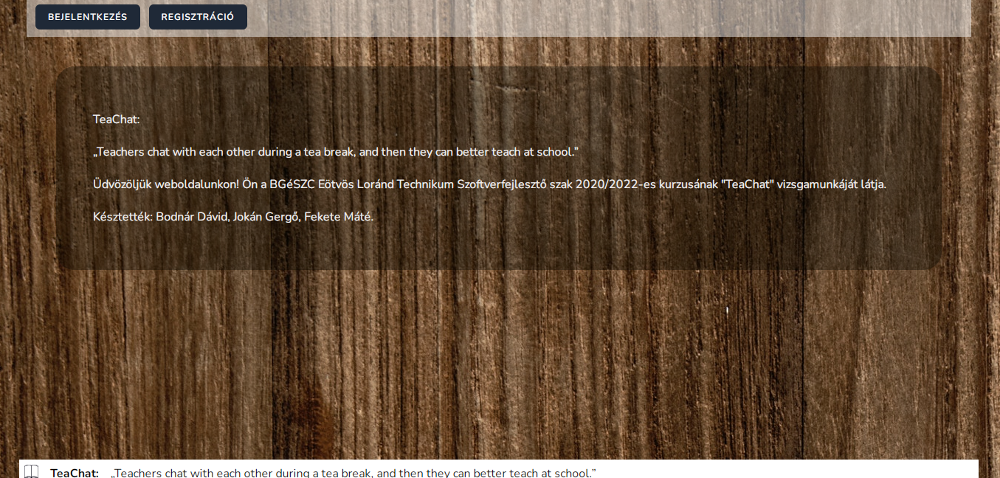 BEJELENTKEZÉS REGISZTRÁCIÓ
TeaChat:
„Teachers chat with each other during a tea break, and then they can better teach at school.”
Üdvözöljük weboldalunkon! Ön a BGéSZC Eötvös Loránd Technikum Szoftverfejlesztő szak 2020/2022-es kurzusának "TeaChat" vizsgamunkáját látja.
Késztették: Bodnár Dávid, Jokán Gergő, Fekete Máté.
TeaChat: „Teachers chat with each other during a tea break, and then they can better teach at school.”